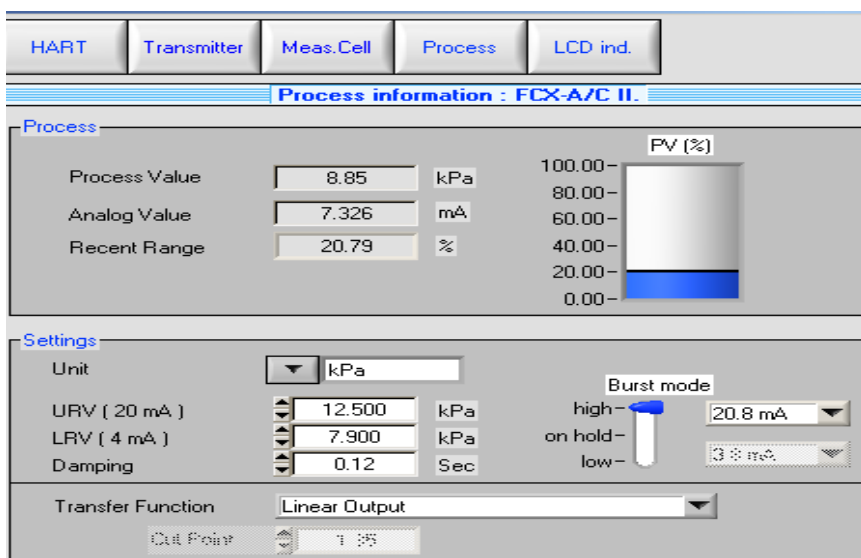 HART Transmitter Meas.Cell Process LCD ind.
Process information : FCX-A/C II.
Process
PV (%)
Process Value 8.85 kPa
Analog Value 7.326 mA
Recent Range 20.79 %
100.00
80.00
60.00
40.00
20.00
0.00
Settings
Unit kPa
URV ( 20 mA ) 12.500 kPa
LRV ( 4 mA ) 7.900 kPa
Damping 0.12 Sec
Burst mode
high 20.8 mA
on hold
low mA
Transfer Function Linear Output
Cut Point